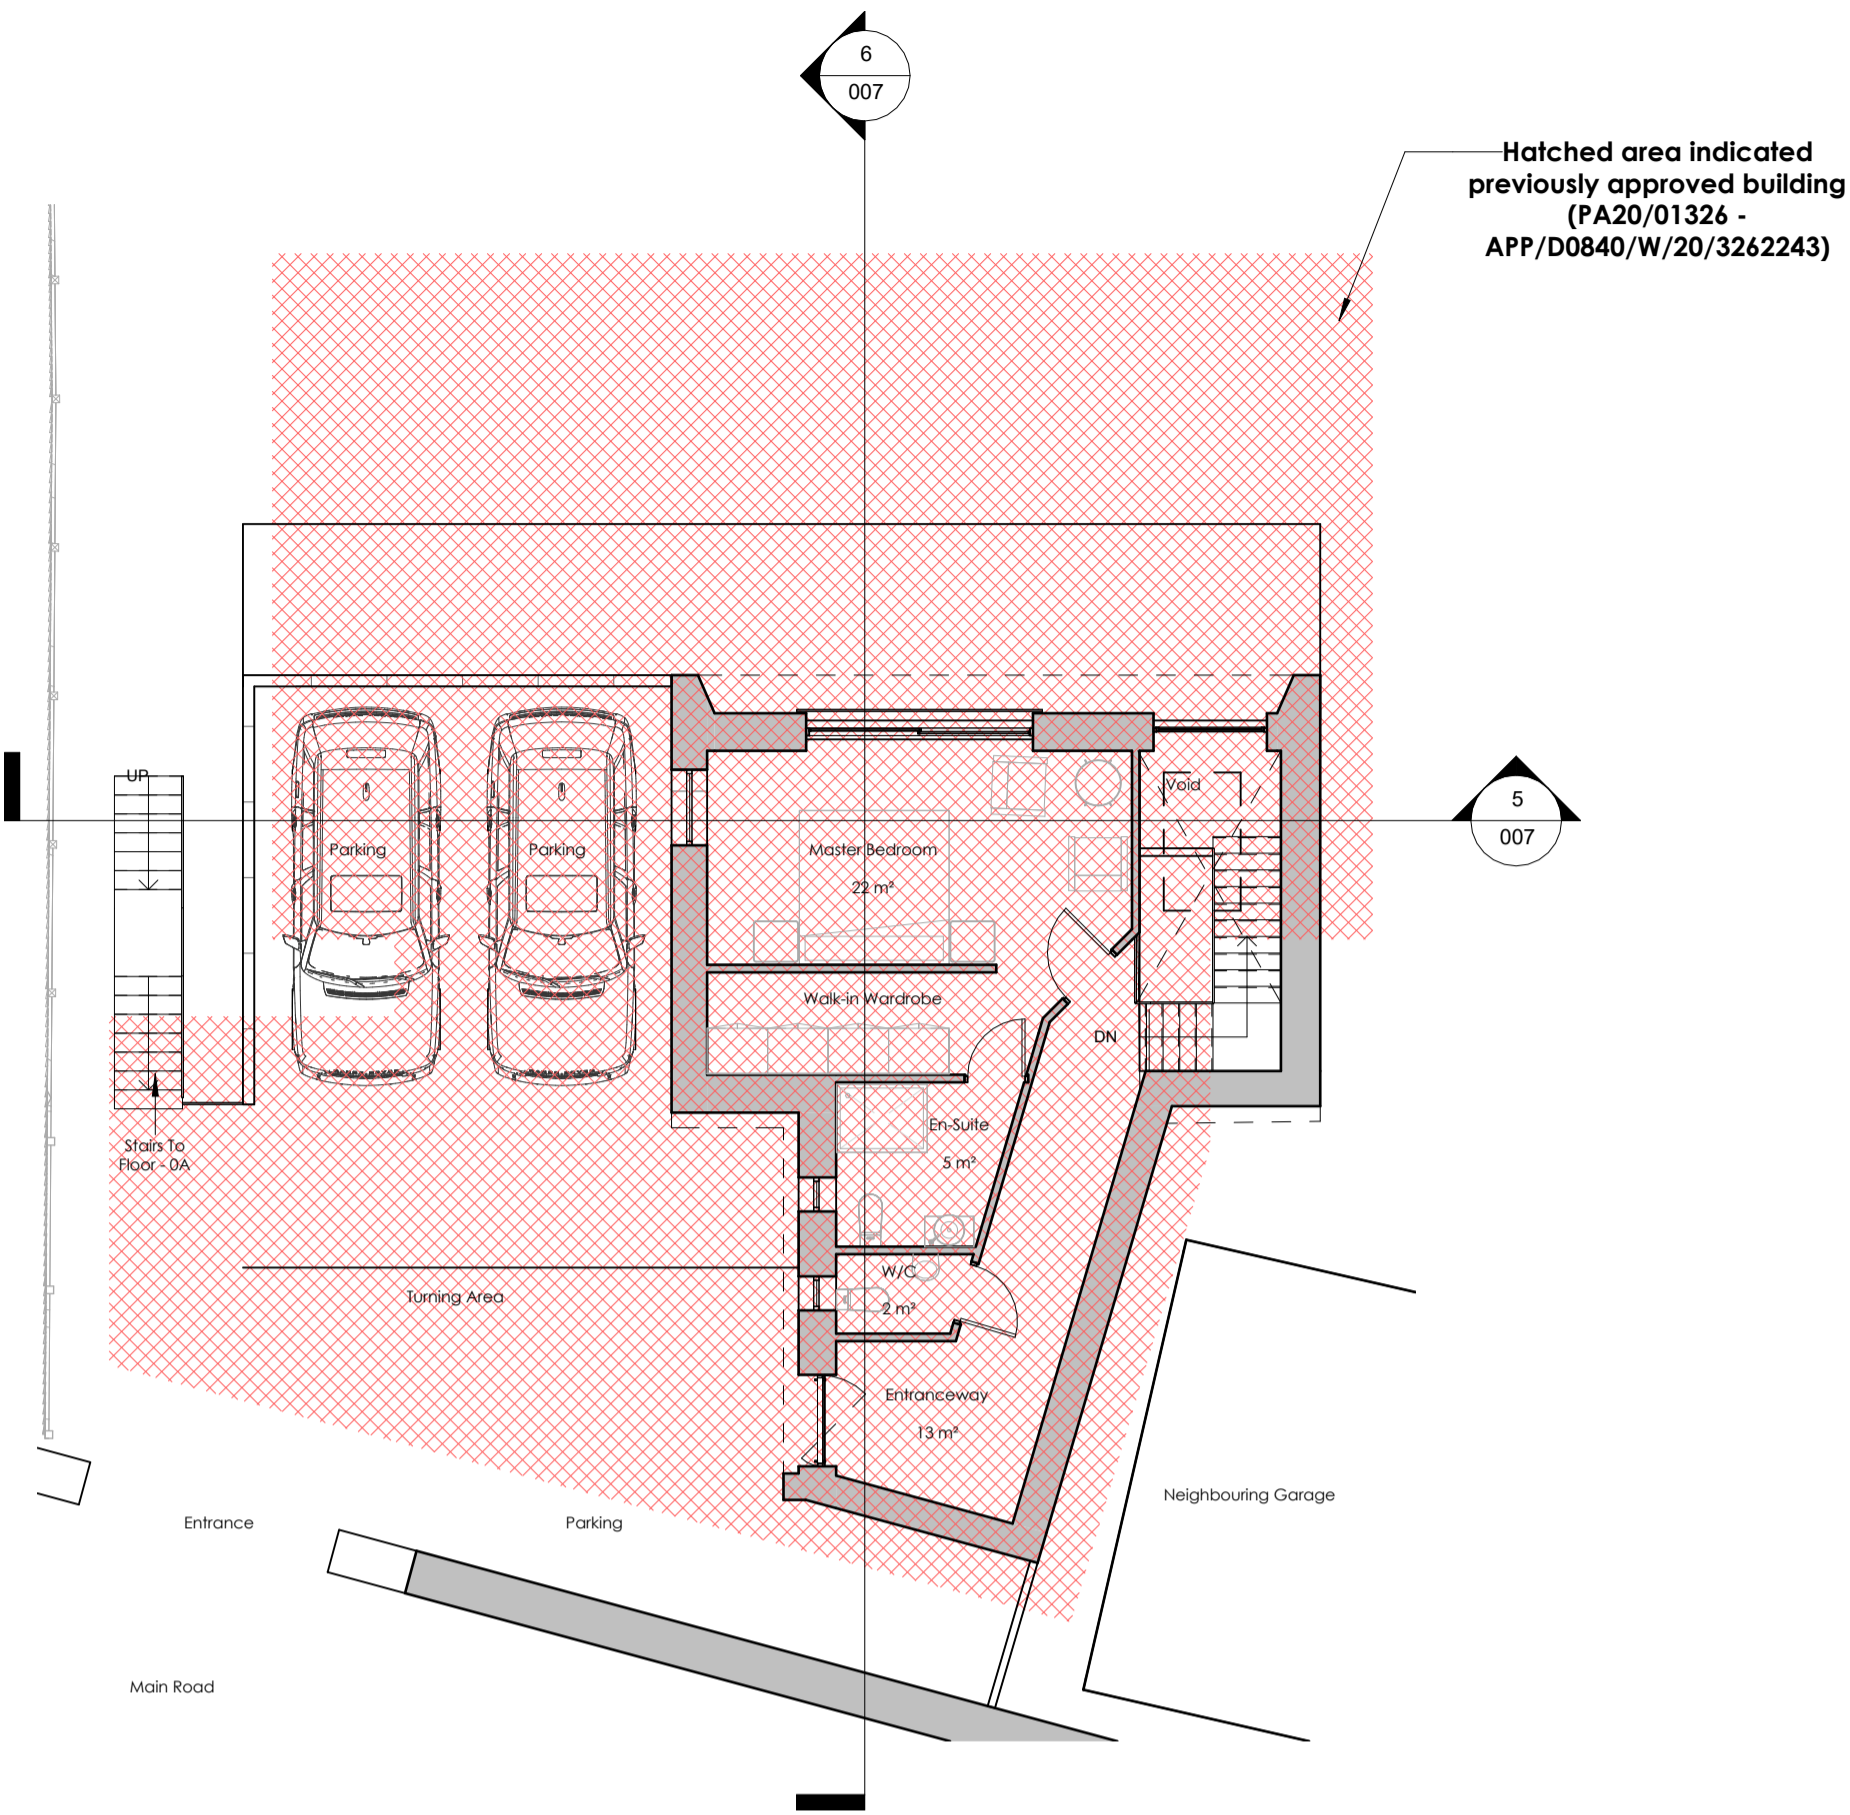 6
007
Hatched area indicated
previously approved building
(PA20/01326 -
APP/D0840/W/20/3262243)
UP
Parking
Parking
Master Bedroom
22 m²
Void
5
007
Walk-in Wardrobe
DN
En-Suite
5 m²
Stairs To
Floor - 0A
W/C
2 m²
Turning Area
Entranceway
13 m²
Neighbouring Garage
Entrance
Parking
Main Road